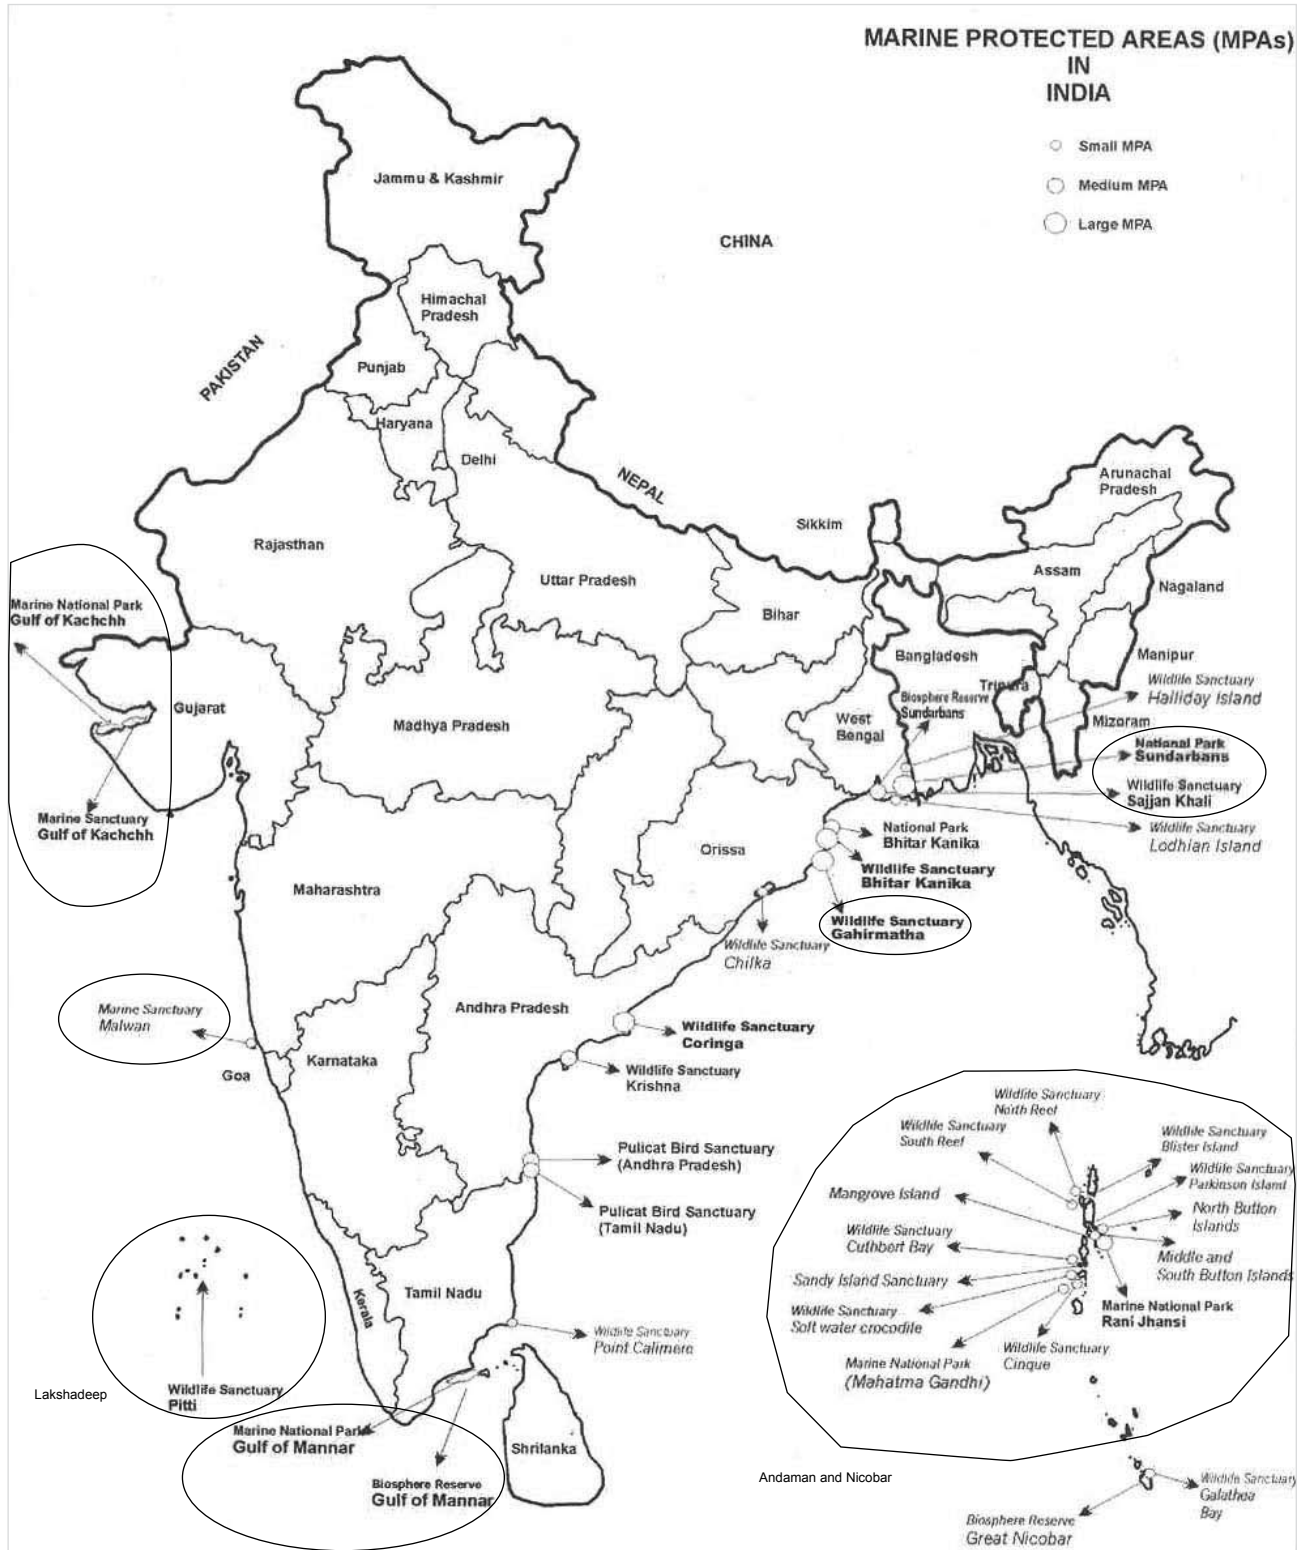 MARINE PROTECTED AREAS (MPAs)
IN
INDIA
Small MPA
Medium MPA
Large MPA
Jammu & Kashmir
CHINA
Himachal
Pradesh
PAKISTAN
Punjab
Haryana
Delhi
NEPAL
Arunachal
Pradesh
Sikkim
Rajasthan
Uttar Pradesh
Assam
Nagaland
Bihar
Marine National Park
Gulf of Kachchh
Bangladesh
Manipur
Tripura
Wildlife Sanctuary
Halliday Island
Biosphere Reserve
Sundarbans
Gujarat
Madhya Pradesh
West
Bengal
Mizoram
National Park
Sundarbans
Wildlife Sanctuary
Sajjan Khali
Marine Sanctuary
Gulf of Kachchh
National Park
Bhitar Kanika
Wildlife Sanctuary
Lodhian Island
Orissa
Wildlife Sanctuary
Bhitar Kanika
Maharashtra
Wildlife Sanctuary
Gahirmatha
Wildlife Sanctuary
Chilka
Marine Sanctuary
Malwan
Andhra Pradesh
Wildlife Sanctuary
Coringa
Karnataka
Goa
Wildlife Sanctuary
Krishna
Wildlife Sanctuary
North Reef
Wildlife Sanctuary
South Reef
Wildlife Sanctuary
Blister Island
Pulicat Bird Sanctuary
(Andhra Pradesh)
Wildlife Sanctuary
Parkinson Island
Mangrove Island
North Button
Islands
Pulicat Bird Sanctuary
(Tamil Nadu)
Wildlife Sanctuary
Cuthbort Bay
Middle and
South Button Islands
Sandy Island Sanctuary
Tamil Nadu
Kerala
Marine National Park
Rani Jhansi
Wildlife Sanctuary
Solt water crocodile
Wildlife Sanctuary
Point Calimere
Wildlife Sanctuary
Cinque
Marine National Park
(Mahatma Gandhi)
Lakshadeep
Wildlife Sanctuary
Pitti
Marine National Park
Gulf of Mannar
Shrilanka
Biosphere Reserve
Gulf of Mannar
Andaman and Nicobar
Wildlife Sanctuary
Galathea
Bay
Biosphere Reserve
Great Nicobar